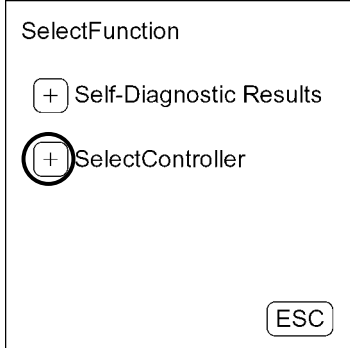 SelectFunction
+ Self-Diagnostic Results
+ SelectController
ESC